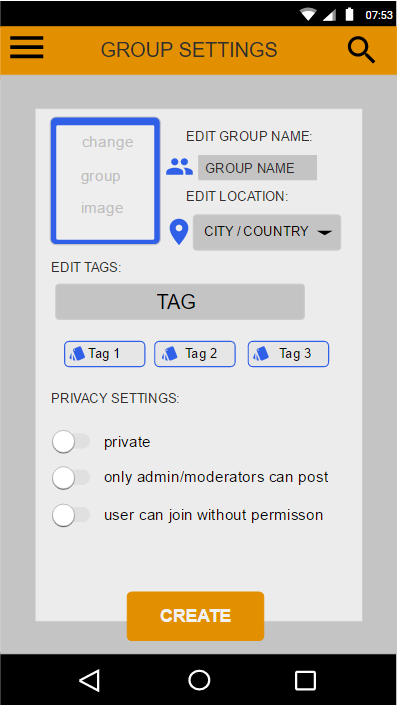 07:53
GROUP SETTINGS
change
group
image
EDIT GROUP NAME:
GROUP NAME
EDIT LOCATION:
CITY / COUNTRY
EDIT TAGS:
TAG
Tag 1
Tag 2
Tag 3
PRIVACY SETTINGS:
private
only admin/moderators can post
user can join without permisson
CREATE